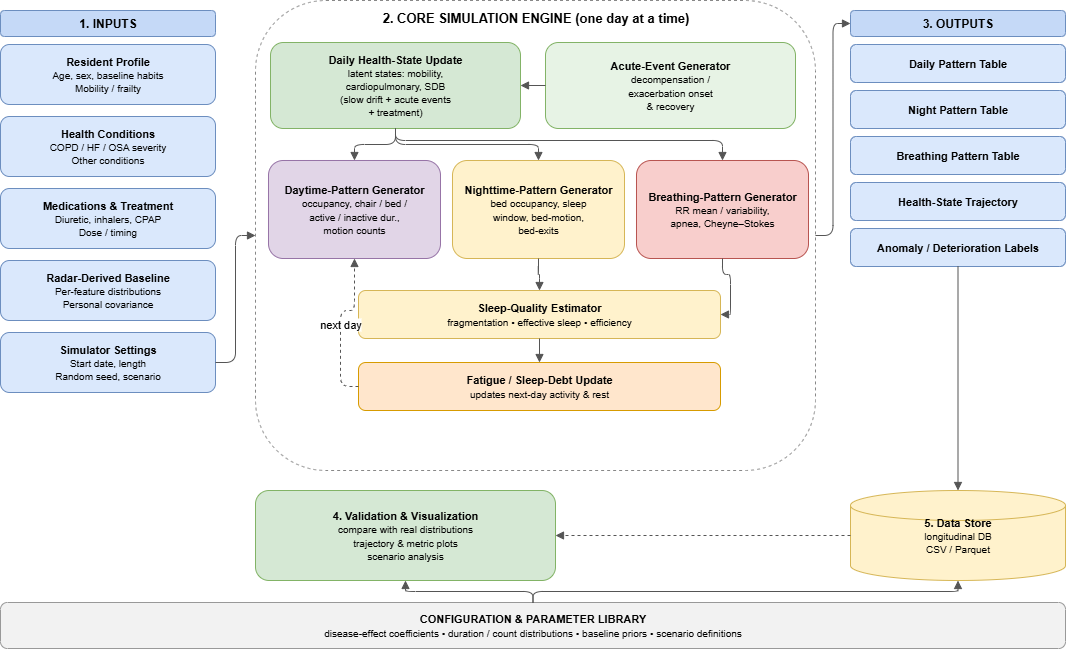 1. INPUTS
Resident Profile
Age, sex, baseline habits
Mobility / frailty
Health Conditions
COPD / HF / OSA severity
Other conditions
Medications & Treatment
Diuretic, inhalers, CPAP
Dose / timing
Radar-Derived Baseline
Per-feature distributions
Personal covariance
Simulator Settings
Start date, length
Random seed, scenario
2. CORE SIMULATION ENGINE (one day at a time)
Daily Health-State Update
latent states: mobility,
cardiopulmonary, SDB
(slow drift + acute events
+ treatment)
Acute-Event Generator
decompensation /
exacerbation onset
& recovery
Daytime-Pattern Generator
occupancy, chair / bed /
active / inactive dur.,
motion counts
Nighttime-Pattern Generator
bed occupancy, sleep
window, bed-motion,
bed-exits
Breathing-Pattern Generator
RR mean / variability,
apnea, Cheyne–Stokes
Sleep-Quality Estimator
fragmentation • effective sleep • efficiency
next day
Fatigue / Sleep-Debt Update
updates next-day activity & rest
3. OUTPUTS
Daily Pattern Table
Night Pattern Table
Breathing Pattern Table
Health-State Trajectory
Anomaly / Deterioration Labels
4. Validation & Visualization
compare with real distributions
trajectory & metric plots
scenario analysis
5. Data Store
longitudinal DB
CSV / Parquet
CONFIGURATION & PARAMETER LIBRARY
disease-effect coefficients • duration / count distributions • baseline priors • scenario definitions